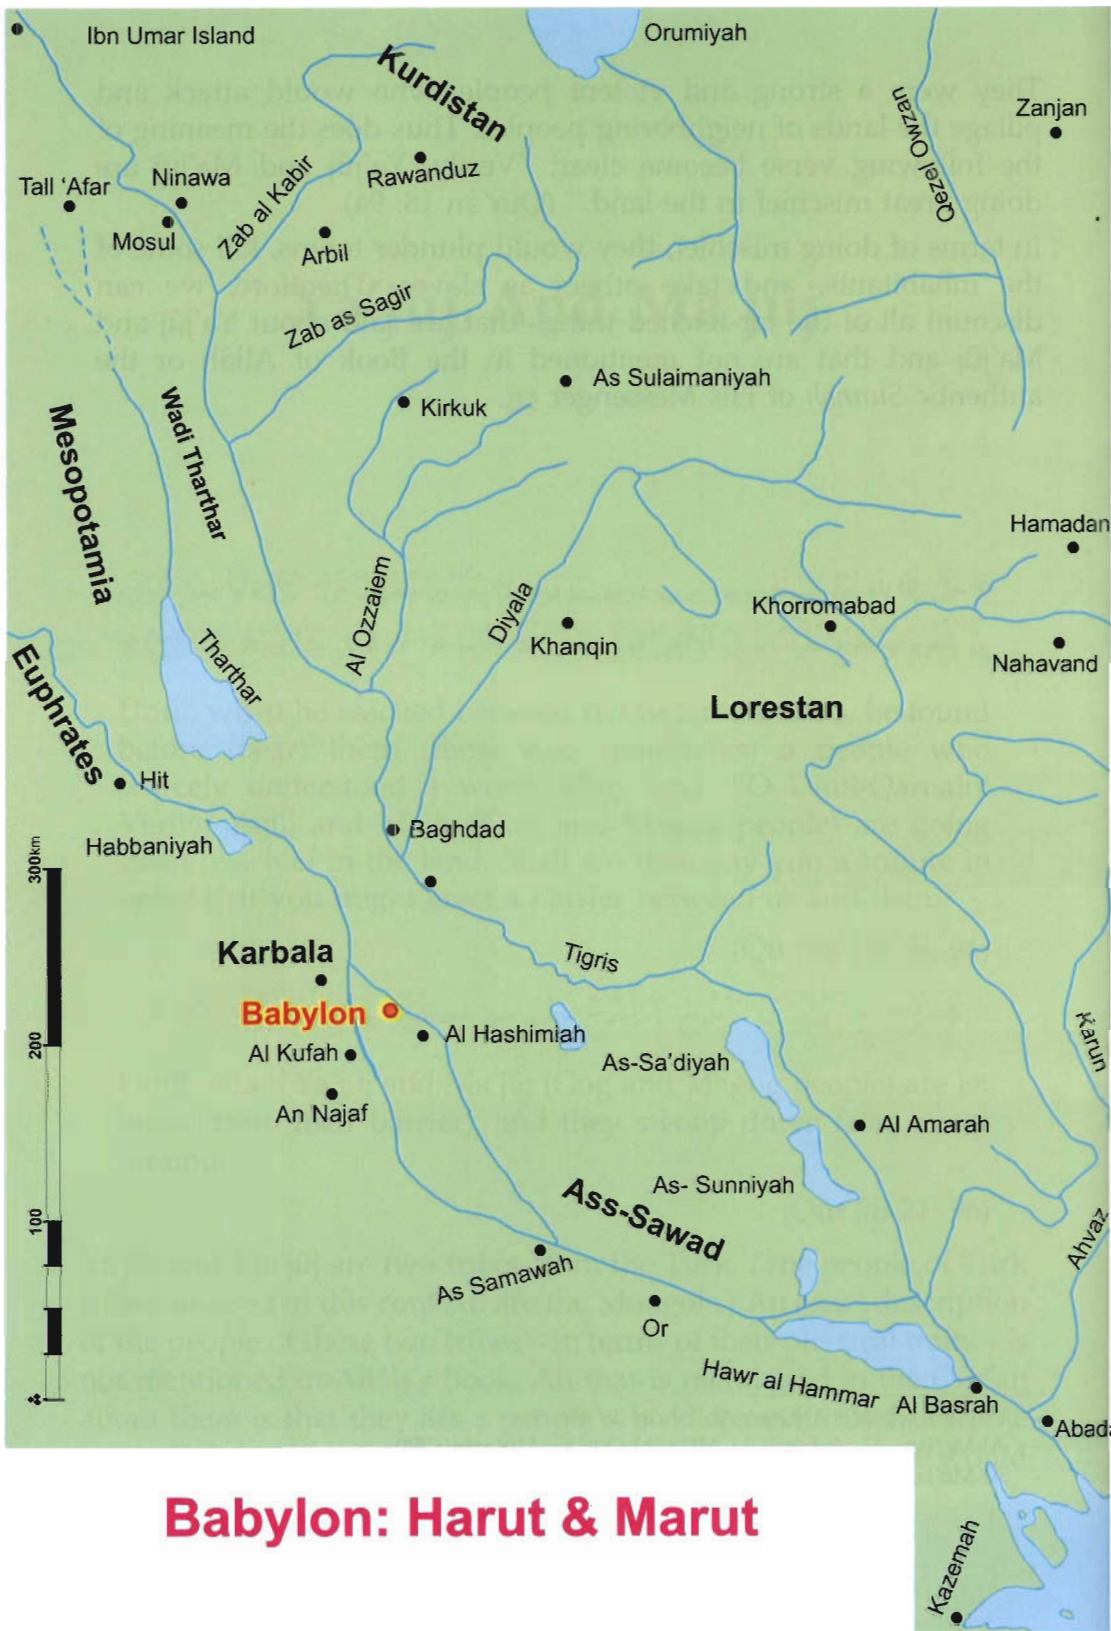 Ibn Umar Island
Orumiyah
Kurdistan
Qezel Owzan
Zanjan
Tall ‘Afar
Ninawa
Mosul
Zab al Kabir
Rawanduz
Arbil
Zab as Sagir
As Sulaimaniyah
Kirkuk
Mesopotamia
Wadi Tharthar
Hamadan
Al Ozzaiem
Diyala
Khanqin
Khorromabad
Nahavand
Tharthar
Euphrates
Lorestan
Hit
Habbaniyah
Baghdad
300km
Karbala
Tigris
Babylon
Al Hashimiah
200
Al Kufah
As-Sa’diyah
Karun
An Najaf
Al Amarah
As- Sunniyah
Ass-Sawad
100
Ahvaz
As Samawah
Or
Hawr al Hammar
Al Basrah
Abada
Babylon: Harut & Marut
Kazemah